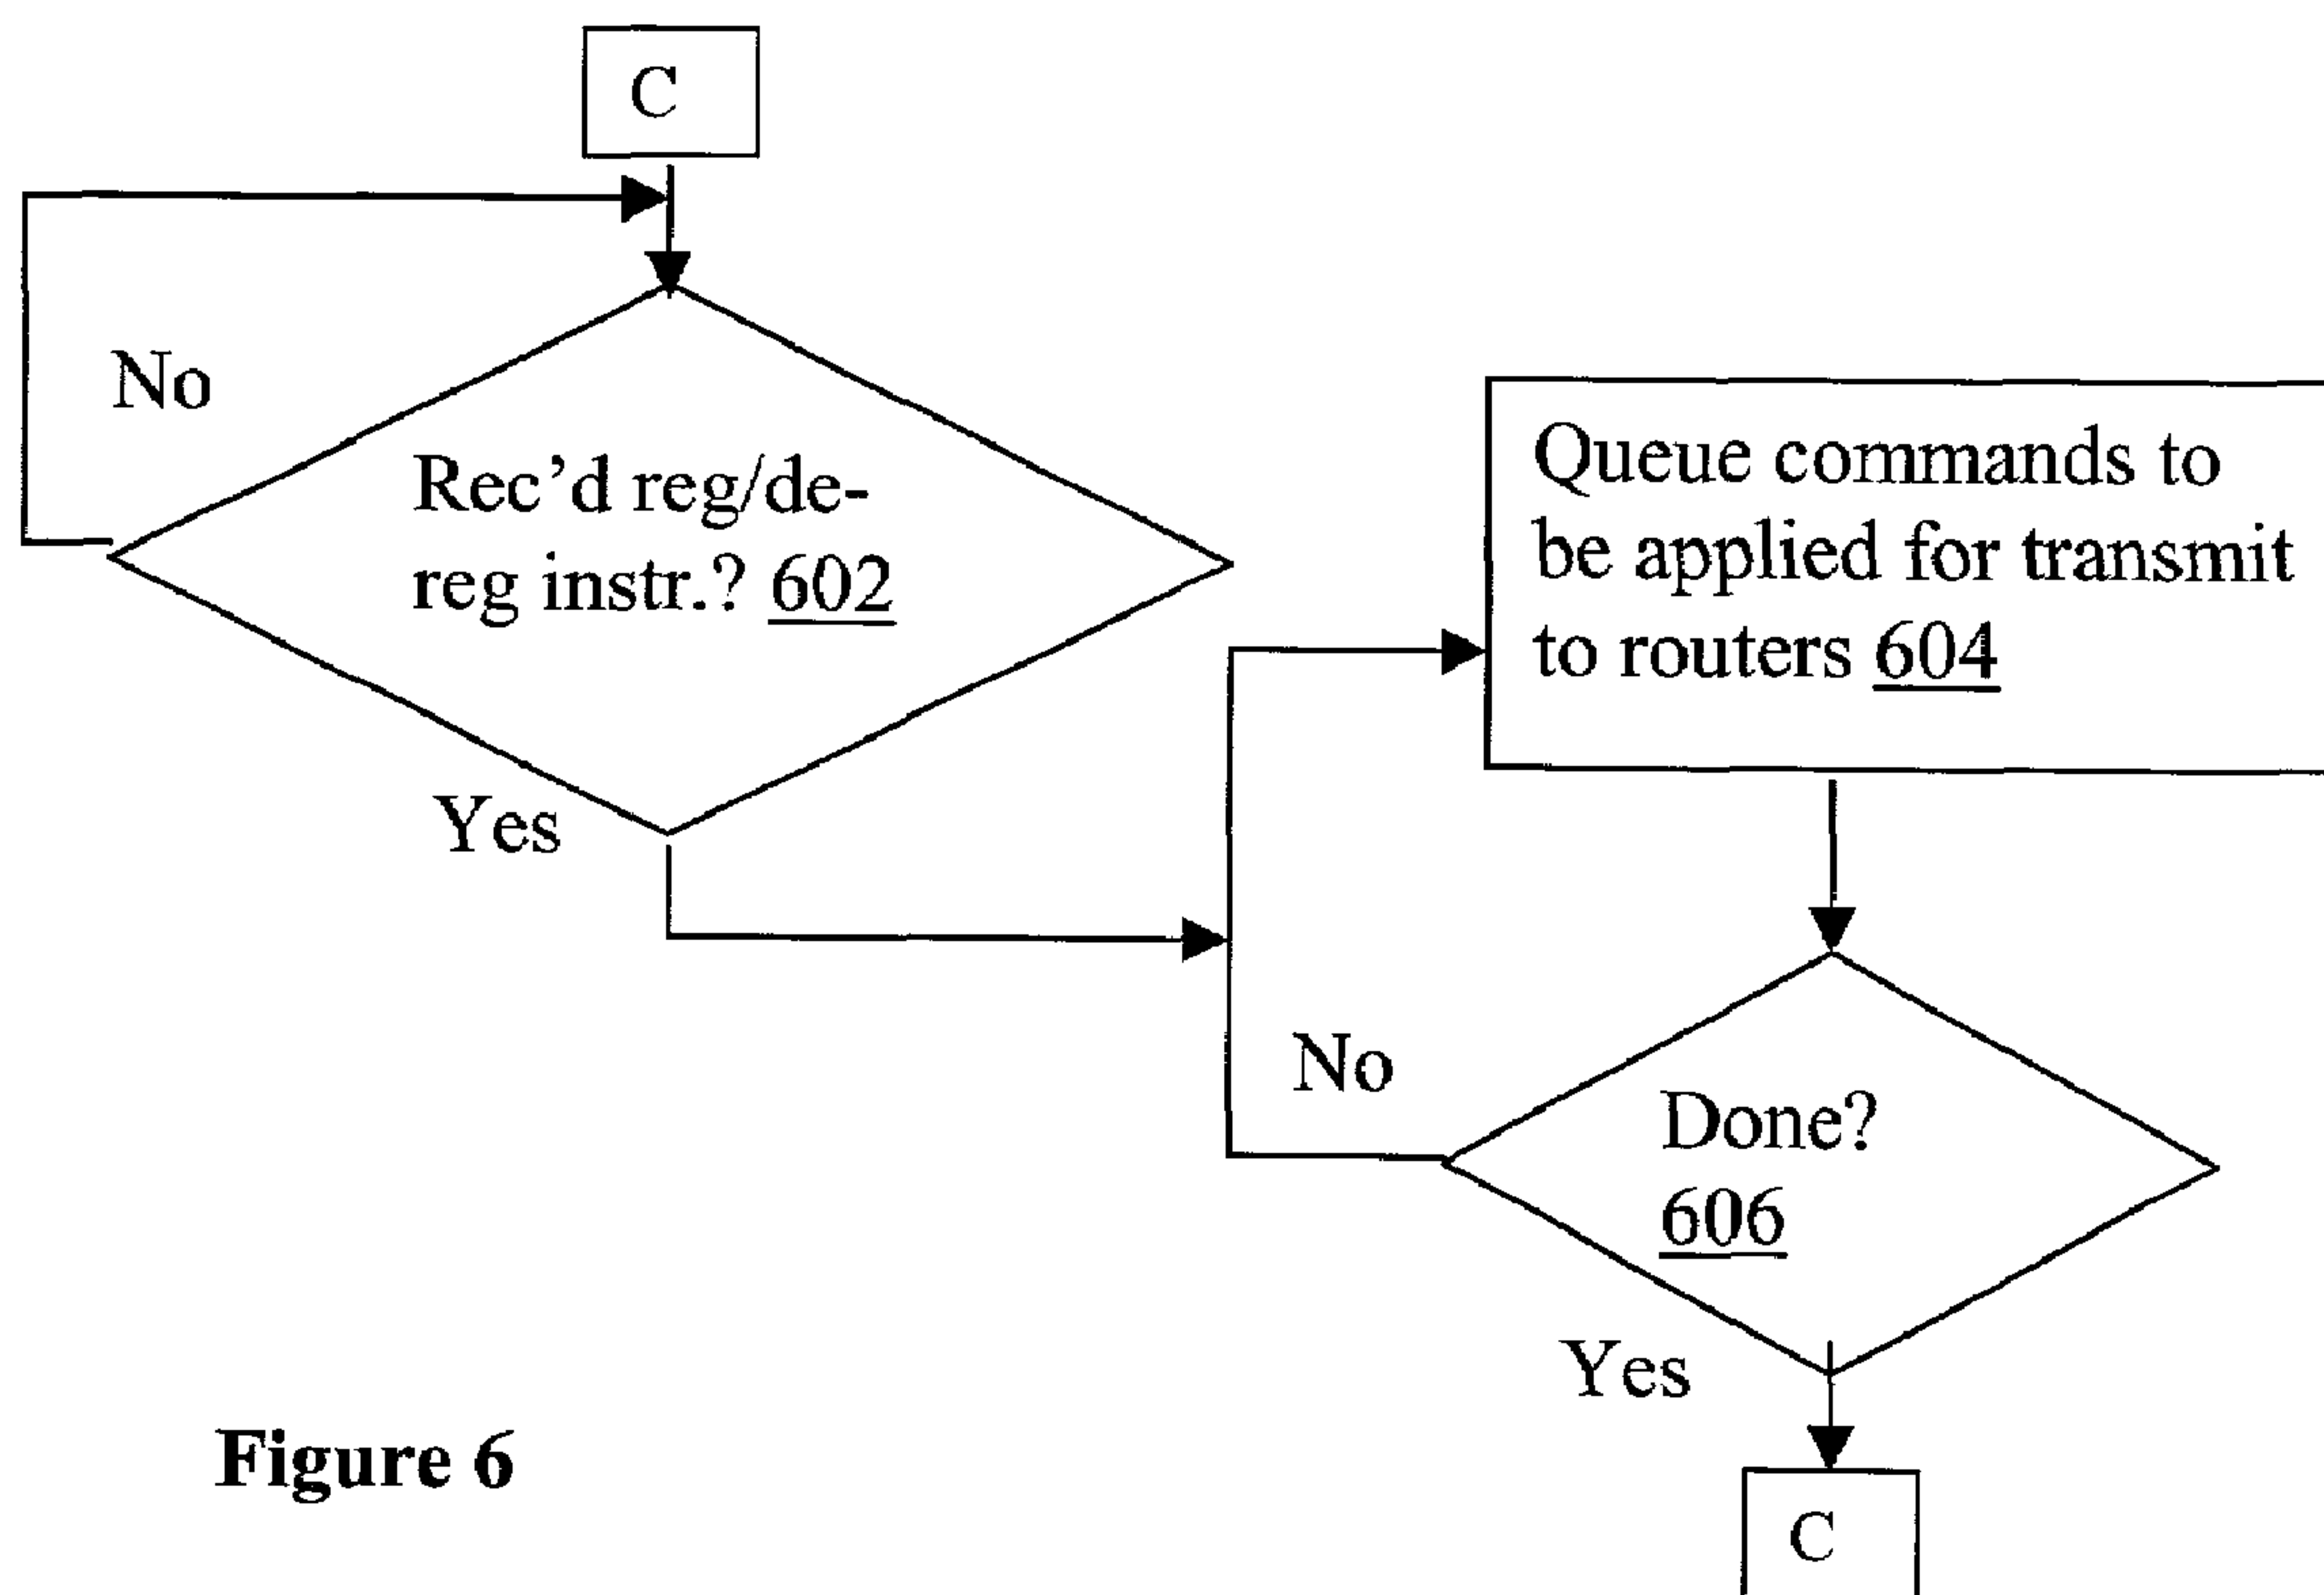 C
No
Rec’d reg/de-
reg instr.? 602
Yes
Queue commands to
be applied for transmit
to routers 604
No
Done?
606
Yes
C
Figure 6